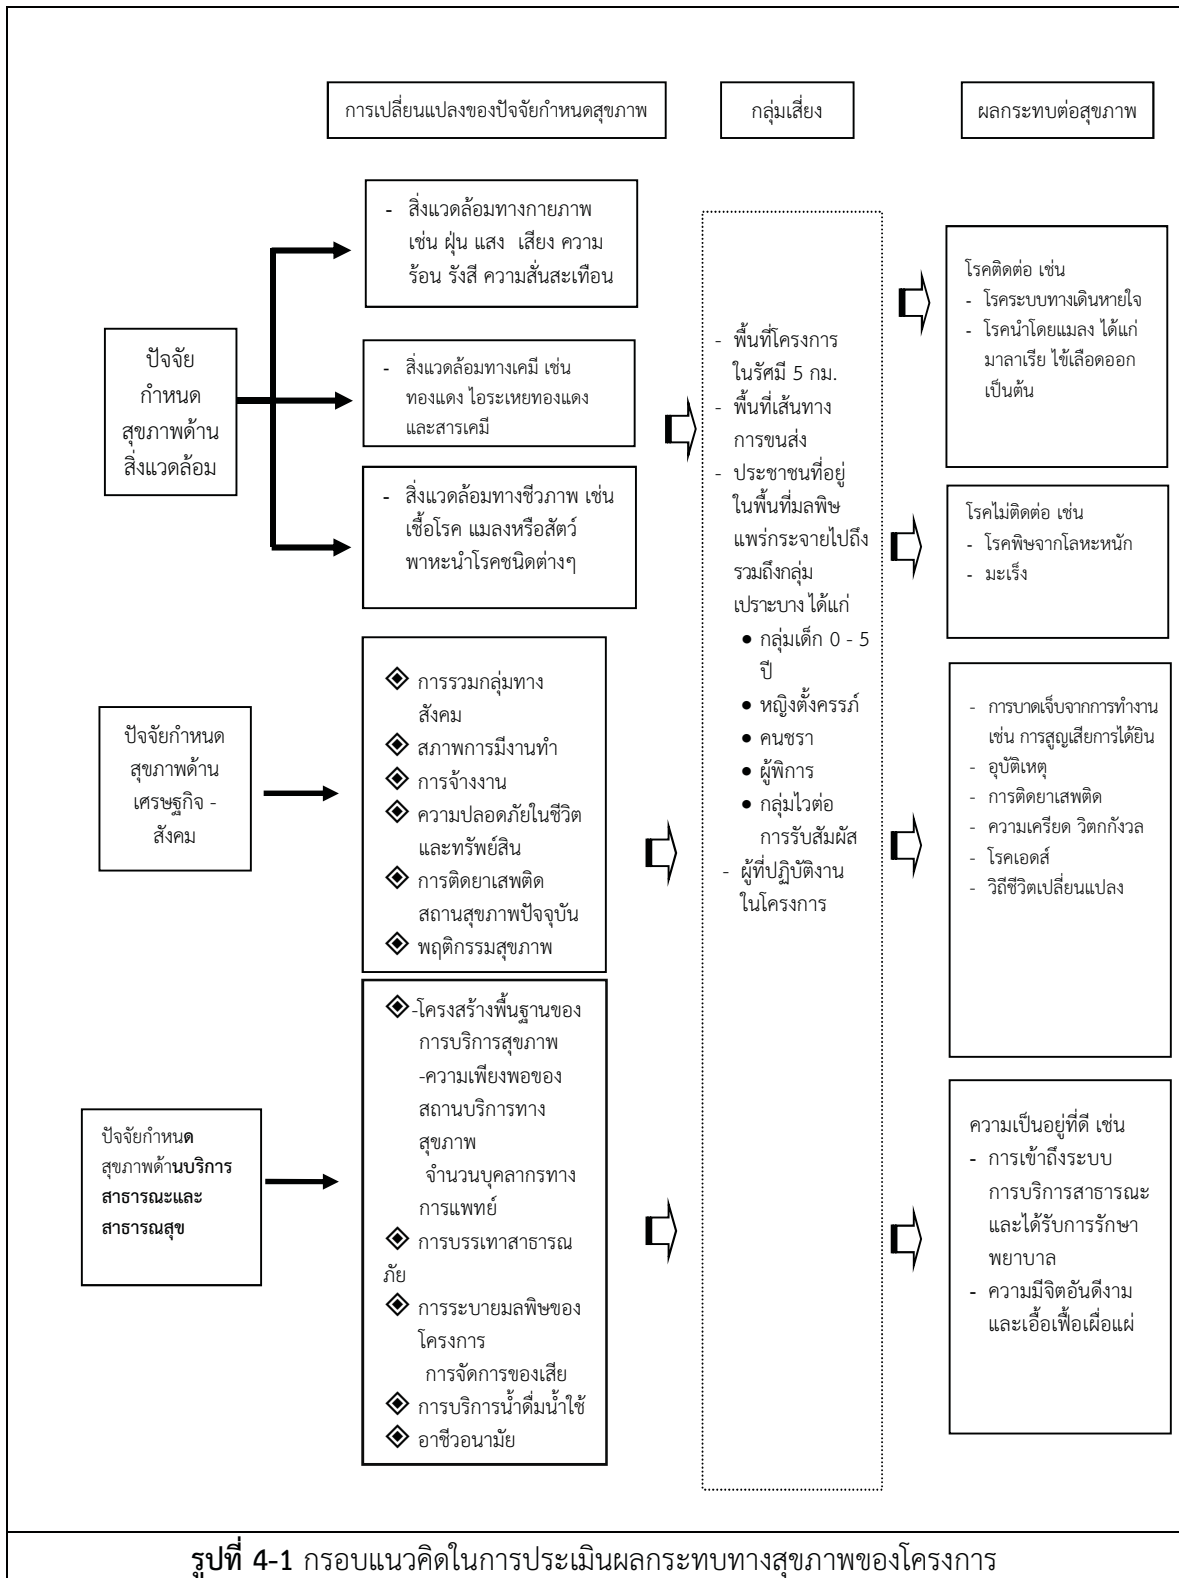 การเปลี่ยนแปลงของปัจจัยกำหนดสุขภาพ
กลุ่มเสี่ยง
ผลกระทบต่อสุขภาพ
ปัจจัย
กำหนด
สุขภาพด้าน
สิ่งแวดล้อม
- สิ่งแวดล้อมทางกายภาพ
เช่น ฝุ่น แสง เสียง ความ
ร้อน รังสี ความสั่นสะเทือน
- สิ่งแวดล้อมทางเคมี เช่น
ทองแดง ไอระเหยทองแดง
และสารเคมี
- สิ่งแวดล้อมทางชีวภาพ เช่น
เชื้อโรค แมลงหรือสัตว์
พาหะนำโรคชนิดต่างๆ
ปัจจัยกำหนด
สุขภาพด้าน
เศรษฐกิจ -
สังคม
การรวมกลุ่มทาง
สังคม
สภาพการมีงานทำ
การจ้างงาน
ความปลอดภัยในชีวิต
และทรัพย์สิน
การติดยาเสพติด
สถานสุขภาพปัจจุบัน
พฤติกรรมสุขภาพ
ปัจจัยกำหนด
สุขภาพด้านบริการ
สาธารณะและ
สาธารณสุข
-โครงสร้างพื้นฐานของ
การบริการสุขภาพ
-ความเพียงพอของ
สถานบริการทาง
สุขภาพ
จำนวนบุคลากรทาง
การแพทย์
การบรรเทาสาธารณ
ภัย
การระบายมลพิษของ
โครงการ
การจัดการของเสีย
การบริการน้ำดื่มน้ำใช้
อาชีวอนามัย
- พื้นที่โครงการ
ในรัศมี 5 กม.
- พื้นที่เส้นทาง
การขนส่ง
- ประชาชนที่อยู่
ในพื้นที่มลพิษ
แพร่กระจายไปถึง
รวมถึงกลุ่ม
เปราะบาง ได้แก่
• กลุ่มเด็ก 0 - 5
ปี
• หญิงตั้งครรภ์
• คนชรา
• ผู้พิการ
• กลุ่มไวต่อ
การรับสัมผัส
- ผู้ที่ปฏิบัติงาน
ในโครงการ
โรคติดต่อ เช่น
- โรคระบบทางเดินหายใจ
- โรคนำโดยแมลง ได้แก่
มาลาเรีย ไข้เลือดออก
เป็นต้น
โรคไม่ติดต่อ เช่น
- โรคพิษจากโลหะหนัก
- มะเร็ง
- การบาดเจ็บจากการทำงาน
เช่น การสูญเสียการได้ยิน
- อุบัติเหตุ
- การติดยาเสพติด
- ความเครียด วิตกกังวล
- โรคเอดส์
- วิถีชีวิตเปลี่ยนแปลง
ความเป็นอยู่ที่ดี เช่น
- การเข้าถึงระบบ
การบริการสาธารณะ
และได้รับการรักษา
พยาบาล
- ความมีจิตอันดีงาม
และเอื้อเฟื้อเผื่อแผ่
รูปที่ 4-1 กรอบแนวคิดในการประเมินผลกระทบทางสุขภาพของโครงการ